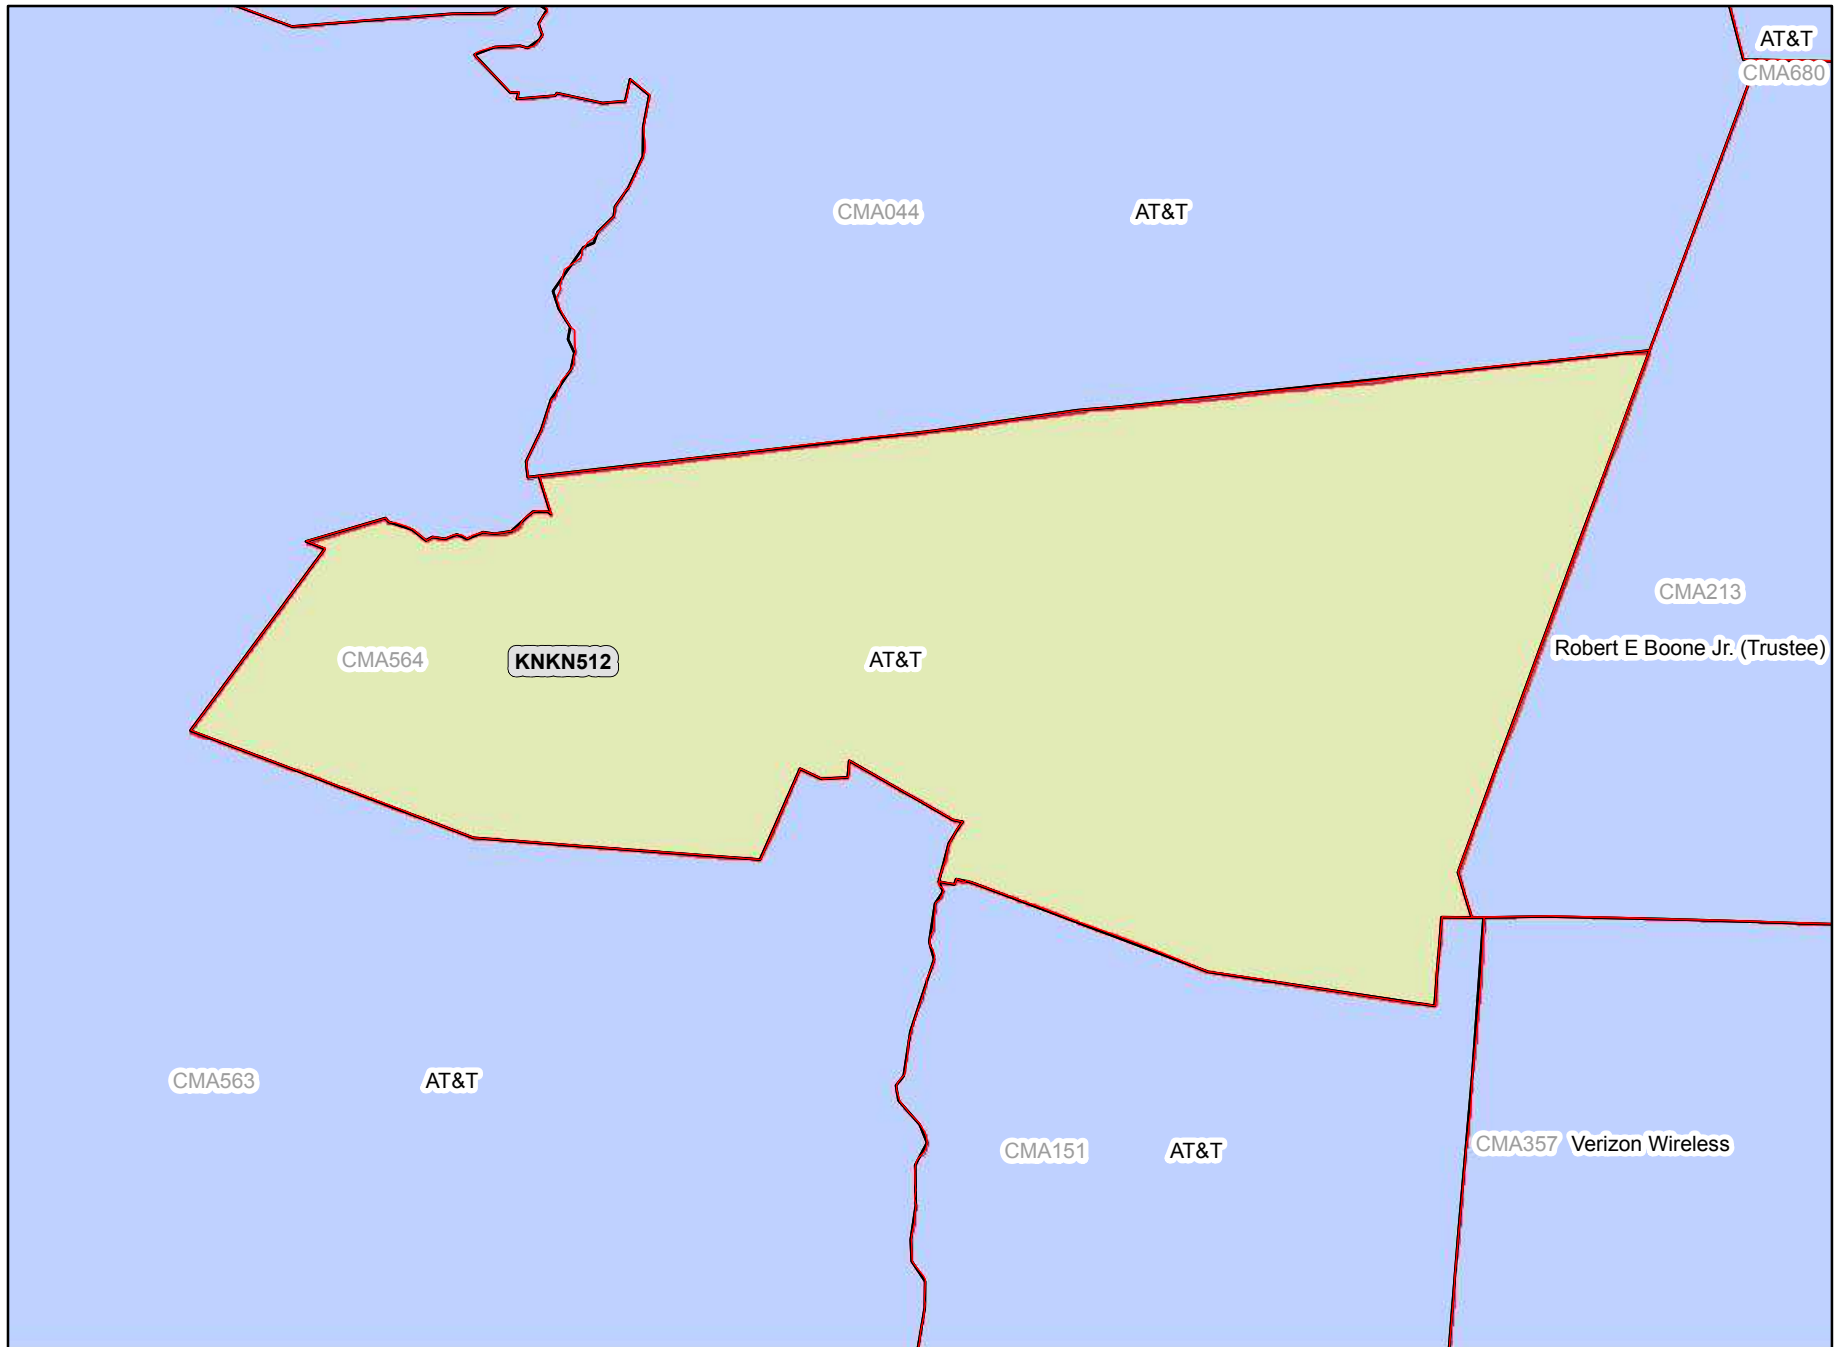 AT&T
CMA680
CMA044 AT&T
CMA213
Robert E Boone Jr. (Trustee)
CMA564 KNKN512 AT&T
CMA563 AT&T
CMA151 AT&T
CMA357 Verizon Wireless